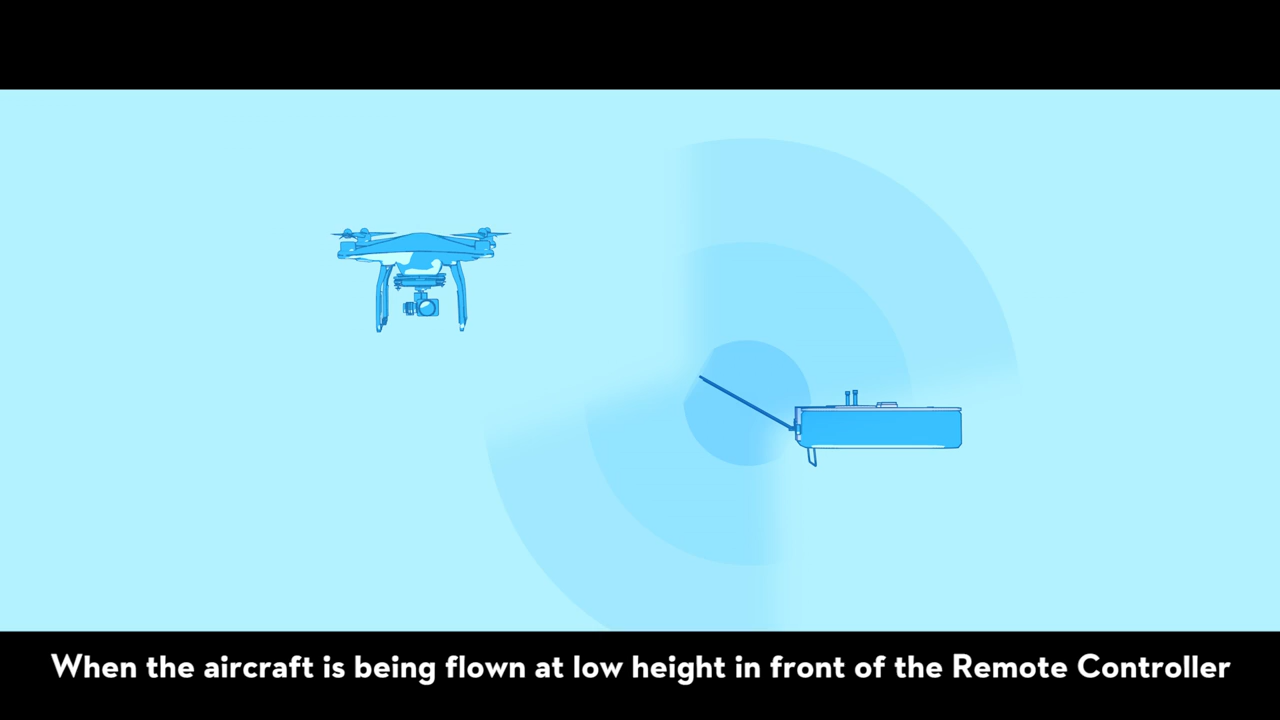 When the aircraft is being flown at low height in front of the Remote Controller